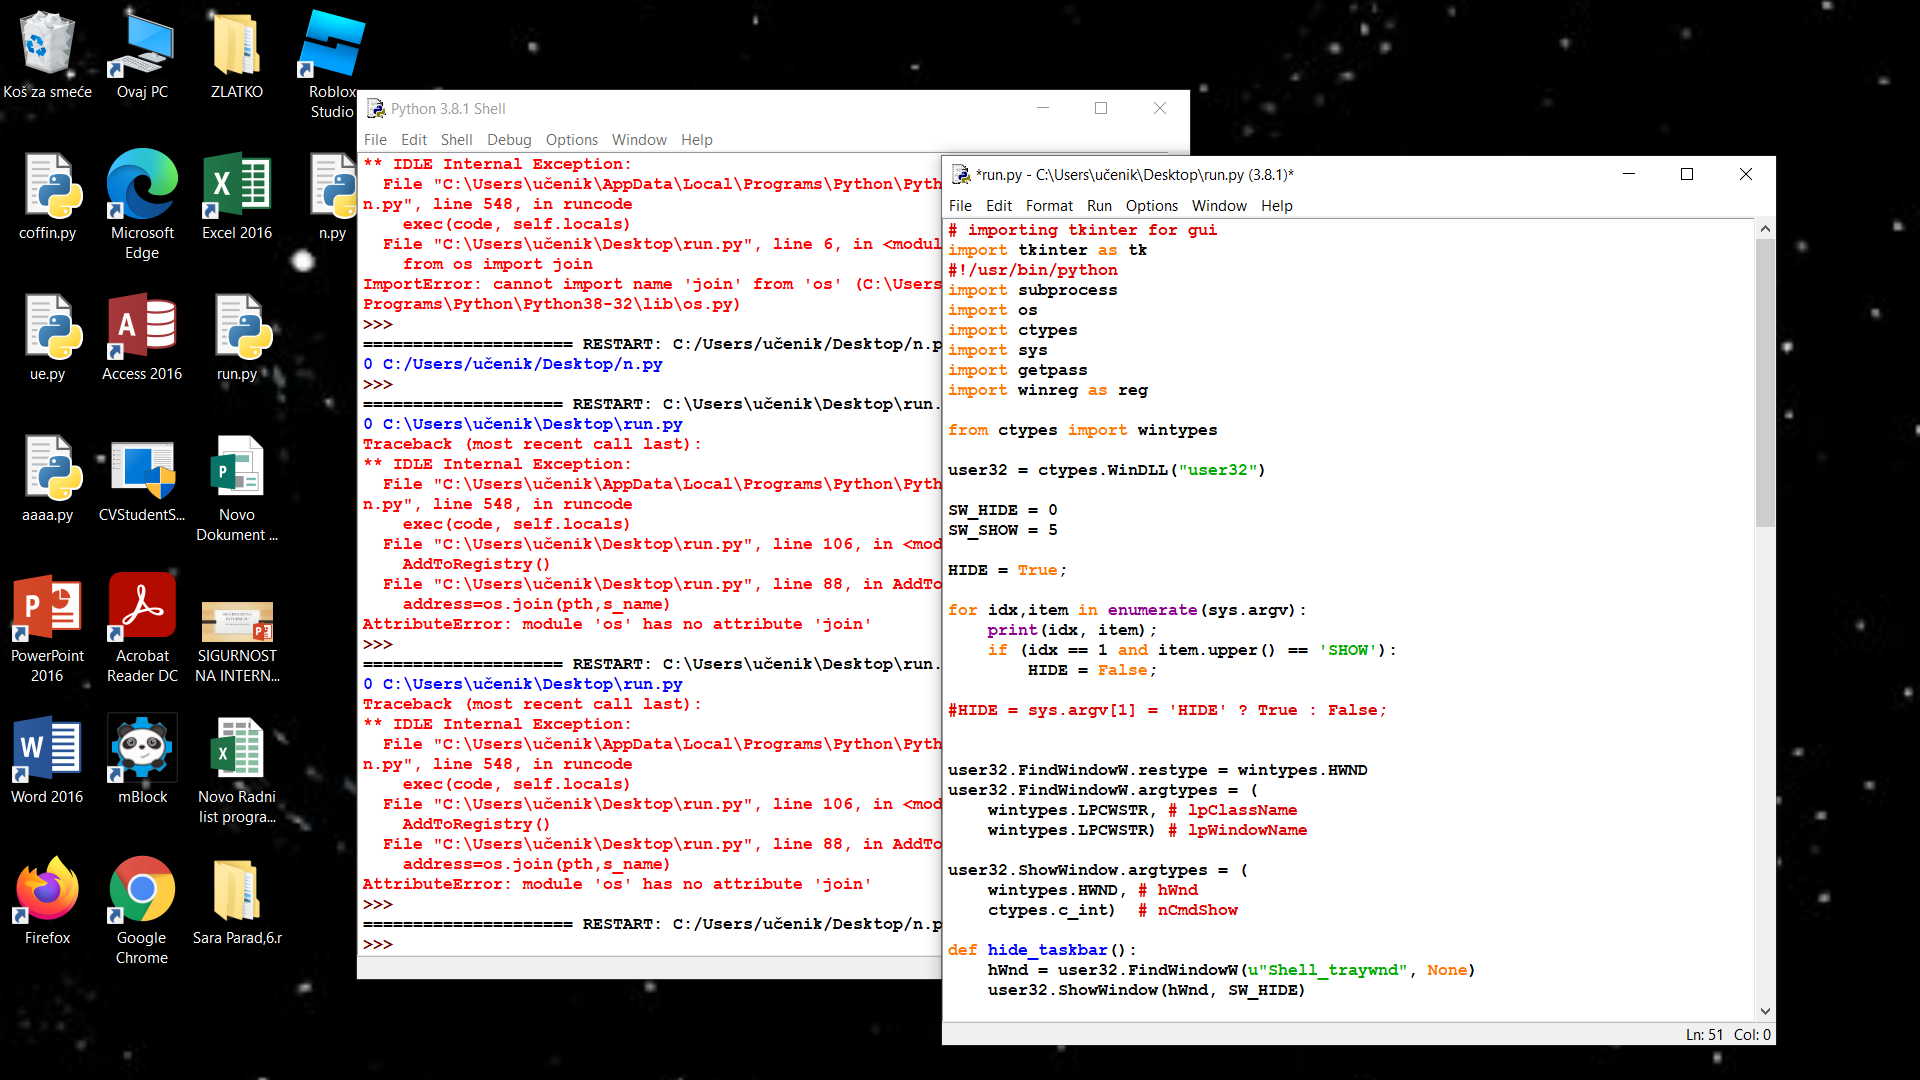 Koš za smeće
Ovaj PC
ZLATKO
Roblox
Studio
coffin.py
Microsoft
Edge
Excel 2016
n.py
ue.py
Access 2016
run.py
aaaa.py
CVStudentS...
Novo
Dokument ...
PowerPoint
2016
Acrobat
Reader DC
SIGURNOST
NA INTERN...
Word 2016
mBlock
Novo Radni
list progra...
Firefox
Google
Chrome
Sara Parad,6.r
Python 3.8.1 Shell
File Edit Shell Debug Options Window Help
** IDLE Internal Exception:
  File "C:\Users\učenik\AppData\Local\Programs\Python\Pyth
n.py", line 548, in runcode
    exec(code, self.locals)
  File "C:\Users\učenik\Desktop\run.py", line 6, in <modul
    from os import join
ImportError: cannot import name 'join' from 'os' (C:\Users
Programs\Python\Python38-32\lib\os.py)
>>>
===================== RESTART: C:/Users/učenik/Desktop/n.p
0 C:/Users/učenik/Desktop/n.py
>>>
==================== RESTART: C:\Users\učenik\Desktop\run.
0 C:\Users\učenik\Desktop\run.py
Traceback (most recent call last):
** IDLE Internal Exception:
  File "C:\Users\učenik\AppData\Local\Programs\Python\Pyth
n.py", line 548, in runcode
    exec(code, self.locals)
  File "C:\Users\učenik\Desktop\run.py", line 106, in <mod
    AddToRegistry()
  File "C:\Users\učenik\Desktop\run.py", line 88, in AddTo
    address=os.join(pth,s_name)
AttributeError: module 'os' has no attribute 'join'
>>>
==================== RESTART: C:\Users\učenik\Desktop\run.
0 C:\Users\učenik\Desktop\run.py
Traceback (most recent call last):
** IDLE Internal Exception:
  File "C:\Users\učenik\AppData\Local\Programs\Python\Pyth
n.py", line 548, in runcode
    exec(code, self.locals)
  File "C:\Users\učenik\Desktop\run.py", line 106, in <mod
    AddToRegistry()
  File "C:\Users\učenik\Desktop\run.py", line 88, in AddTo
    address=os.join(pth,s_name)
AttributeError: module 'os' has no attribute 'join'
>>>
===================== RESTART: C:/Users/učenik/Desktop/n.p
>>>
*run.py - C:\Users\učenik\Desktop\run.py (3.8.1)*
File Edit Format Run Options Window Help
# importing tkinter for gui
import tkinter as tk
#!/usr/bin/python
import subprocess
import os
import ctypes
import sys
import getpass
import winreg as reg
from ctypes import wintypes
user32 = ctypes.WinDLL("user32")
SW_HIDE = 0
SW_SHOW = 5
HIDE = True;
for idx,item in enumerate(sys.argv):
    print(idx, item);
    if (idx == 1 and item.upper() == 'SHOW'):
        HIDE = False;
#HIDE = sys.argv[1] = 'HIDE' ? True : False;
user32.FindWindowW.restype = wintypes.HWND
user32.FindWindowW.argtypes = (
    wintypes.LPCWSTR, # lpClassName
    wintypes.LPCWSTR) # lpWindowName
user32.ShowWindow.argtypes = (
    wintypes.HWND, # hWnd
    ctypes.c_int)  # nCmdShow
def hide_taskbar():
    hWnd = user32.FindWindowW(u"Shell_traywnd", None)
    user32.ShowWindow(hWnd, SW_HIDE)
Ln: 51 Col: 0